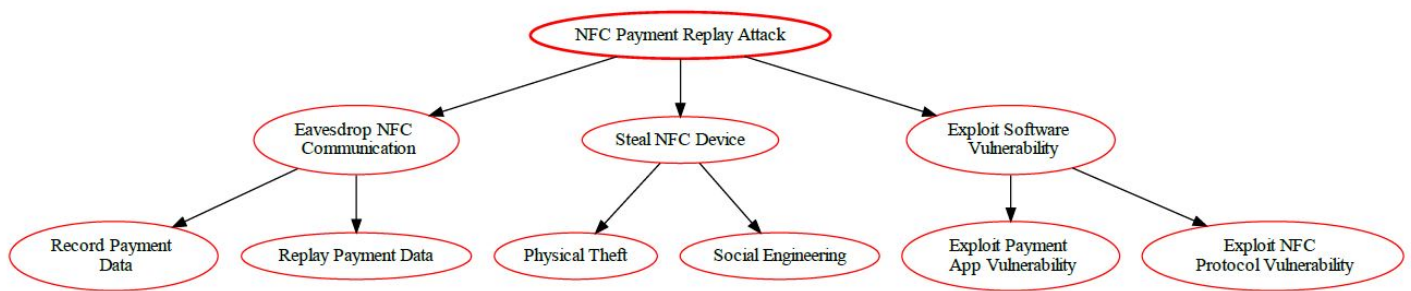 NFC Payment Replay Attack
Eavesdrop NFC
Communication
Steal NFC Device
Exploit Software
Vulnerability
Record Payment
Data
Replay Payment Data
Physical Theft
Social Engineering
Exploit Payment
App Vulnerability
Exploit NFC
Protocol Vulnerability